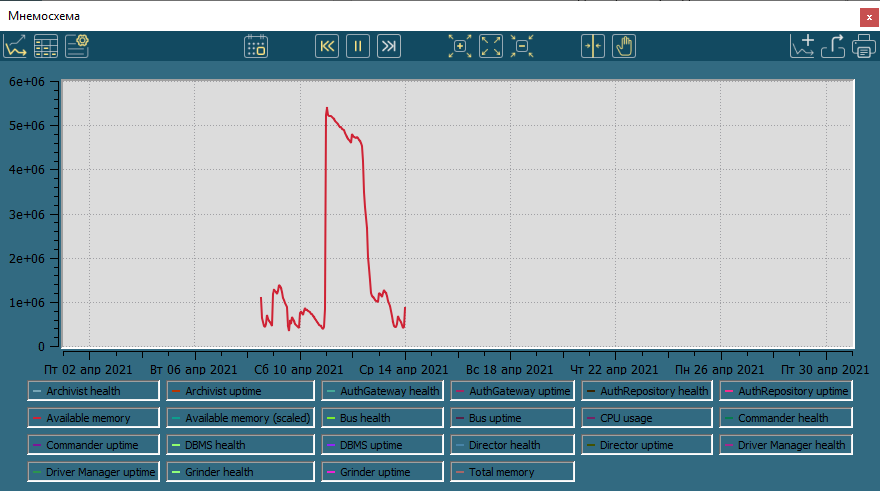 Мнемосхема
x
6e+06
5e+06
4e+06
3e+06
2e+06
1e+06
0
Пт 02 апр 2021 Вт 06 апр 2021 Сб 10 апр 2021 Ср 14 апр 2021 Вс 18 апр 2021 Чт 22 апр 2021 Пн 26 апр 2021 Пт 30 апр 2021
Archivist health Archivist uptime AuthGateway health AuthGateway uptime AuthRepository health AuthRepository uptime
Available memory Available memory (scaled) Bus health Bus uptime CPU usage Commander health
Commander uptime DBMS health DBMS uptime Director health Director uptime Driver Manager health
Driver Manager uptime Grinder health Grinder uptime Total memory